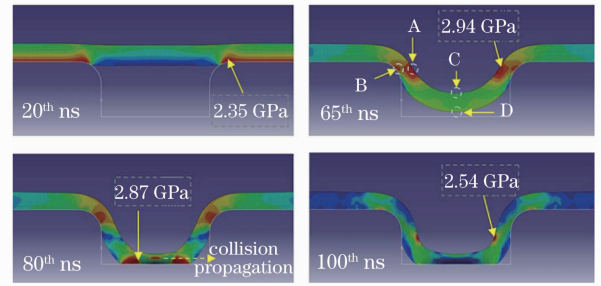 2.35 GPa
20th ns
A
2.94 GPa
B
C
D
65th ns
2.87 GPa
collision
propagation
80th ns
2.54 GPa
100th ns